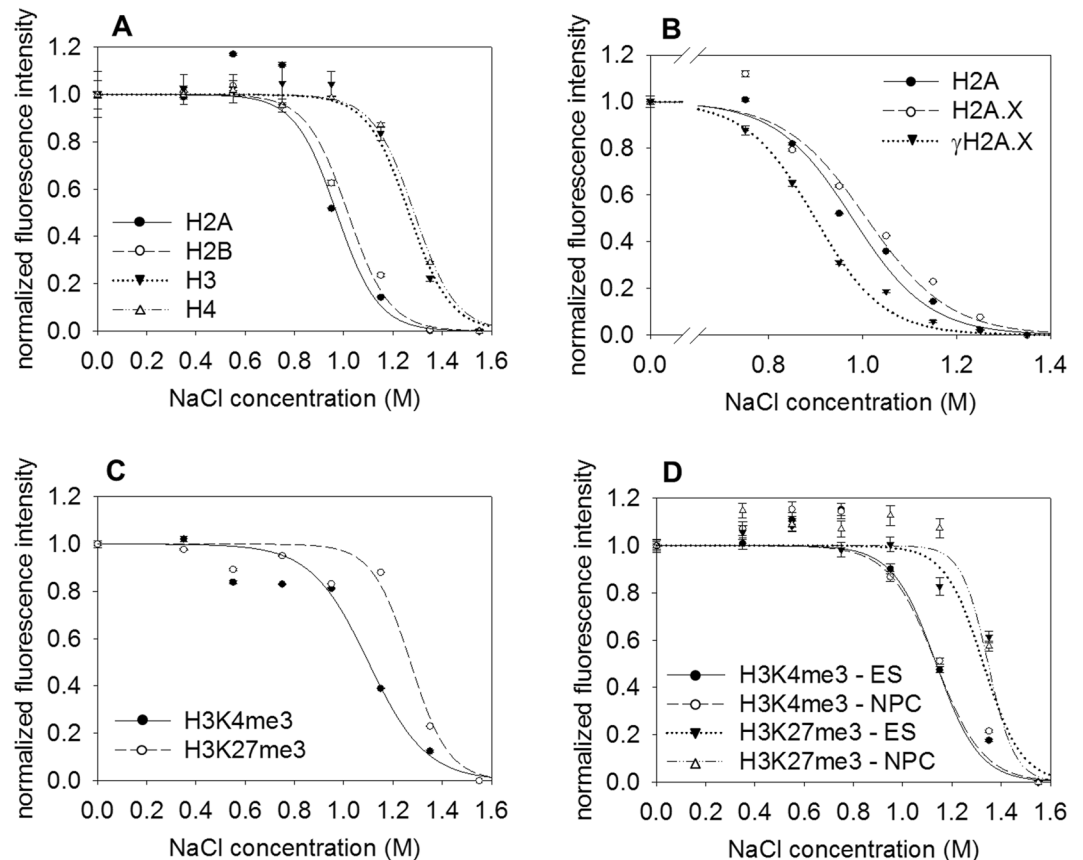 A
normalized fluorescence intensity
1.2
1.0
0.8
0.6
0.4
0.2
0.0
H2A
H2B
H3
H4
0.0 0.2 0.4 0.6 0.8 1.0 1.2 1.4 1.6
NaCl concentration (M)
B
normalized fluorescence intensity
1.2
1.0
0.8
0.6
0.4
0.2
0.0
H2A
H2A.X
γH2A.X
0.0 0.8 1.0 1.2 1.4
NaCl concentration (M)
C
normalized fluorescence intensity
1.2
1.0
0.8
0.6
0.4
0.2
0.0
H3K4me3
H3K27me3
0.0 0.2 0.4 0.6 0.8 1.0 1.2 1.4 1.6
NaCl concentration (M)
D
normalized fluorescence intensity
1.2
1.0
0.8
0.6
0.4
0.2
0.0
H3K4me3 - ES
H3K4me3 - NPC
H3K27me3 - ES
H3K27me3 - NPC
0.0 0.2 0.4 0.6 0.8 1.0 1.2 1.4 1.6
NaCl concentration (M)